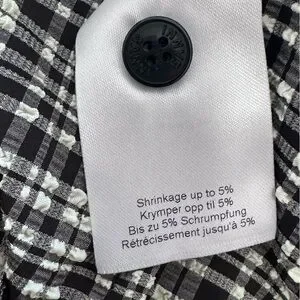 Shrinkage up to 5%
Krymper opp til 5%
Bis zu 5% Schrumpfung
Rétrécissement jusqu'à 5%